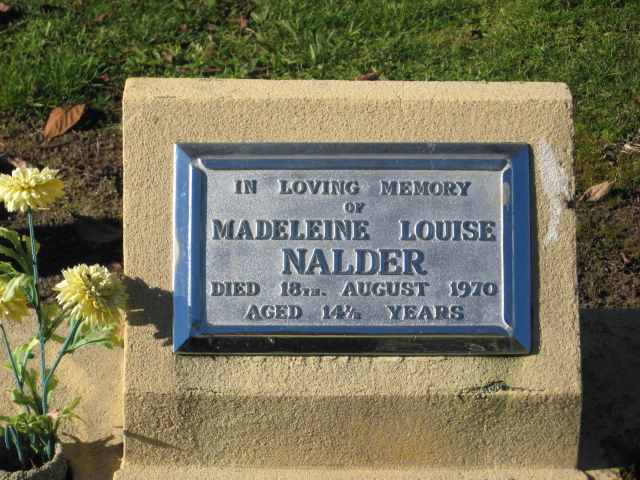 IN LOVING MEMORY
OF
MADELEINE LOUISE
NALDER
DIED 18TH. AUGUST 1970
AGED 14½ YEARS